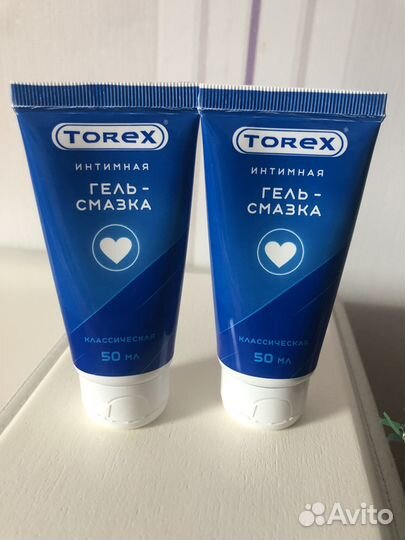 TOREX®
ИНТИМНАЯ
ГЕЛЬ-
СМАЗКА
КЛАССИЧЕСКАЯ
50 МЛ
TOREX®
ИНТИМНАЯ
ГЕЛЬ-
СМАЗКА
КЛАССИЧЕСКАЯ
50 МЛ
Avito